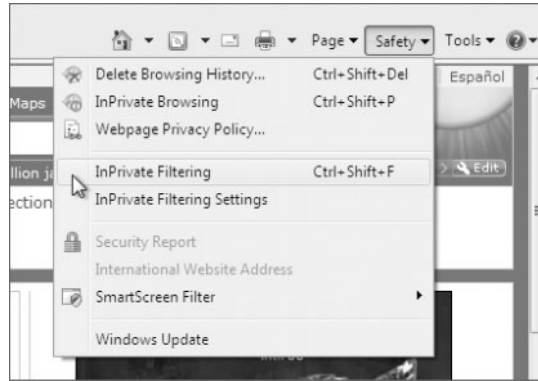 Page Safety Tools
Delete Browsing History... Ctrl+Shift+Del
Español
InPrivate Browsing Ctrl+Shift+P
Maps
Webpage Privacy Policy...
InPrivate Filtering Ctrl+Shift+F
llion
Edit
InPrivate Filtering Settings
ection
Security Report
International Website Address
SmartScreen Filter
Windows Update